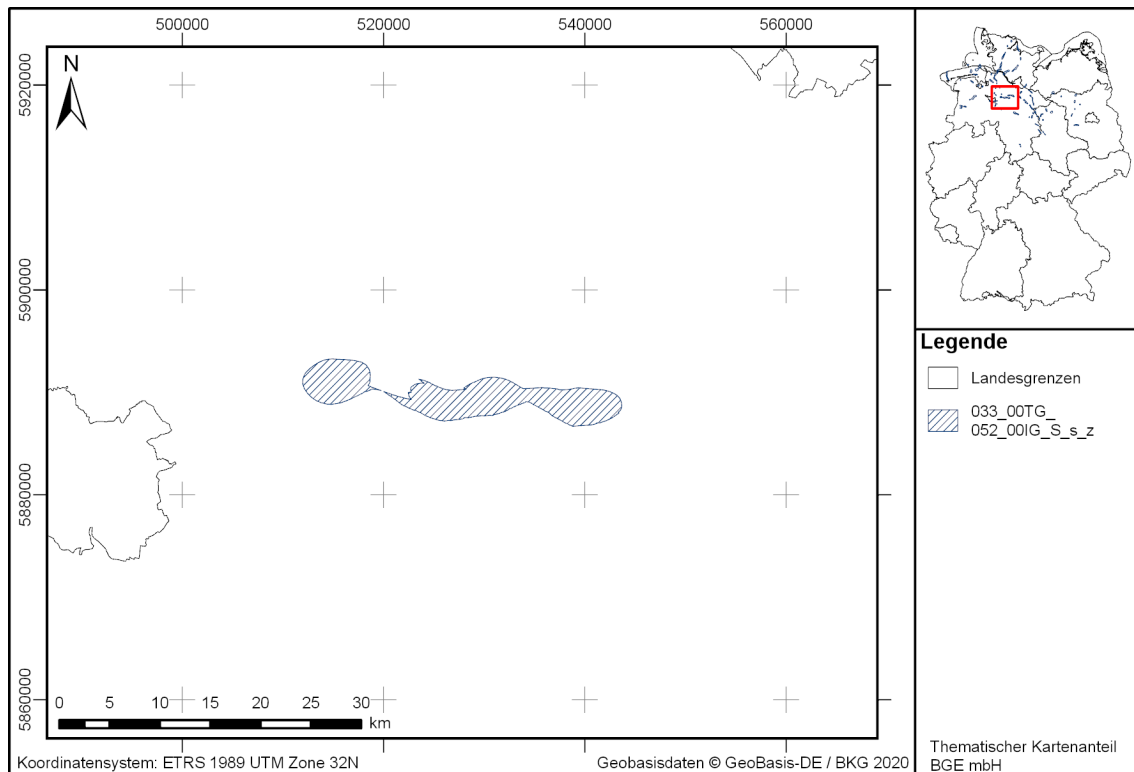 500000 520000 540000 560000
N
5920000
5900000
5880000
5860000
0 5 10 15 20 25 30
km
Koordinatensystem: ETRS 1989 UTM Zone 32N
Geobasisdaten © GeoBasis-DE / BKG 2020
Legende
Landesgrenzen
033_00TG_
052_00IG_S_s_z
Thematischer Kartenanteil
BGE mbH